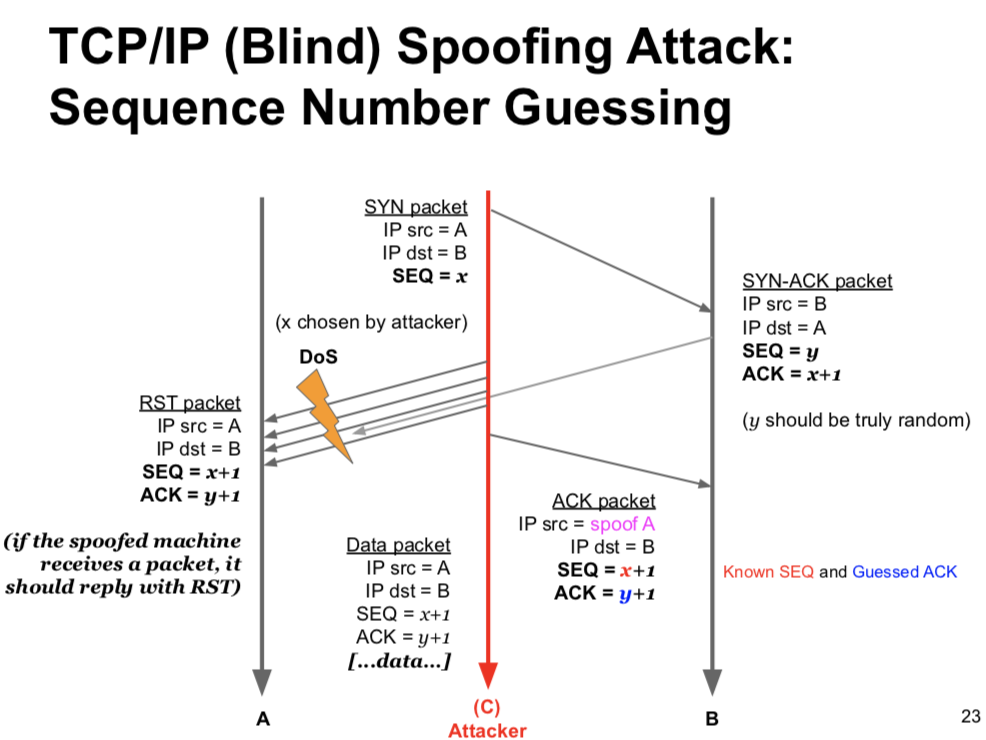 TCP/IP (Blind) Spoofing Attack:
Sequence Number Guessing
SYN packet
IP src = A
IP dst = B
SEQ = x
(x chosen by attacker)
DoS
SYN-ACK packet
IP src = B
IP dst = A
SEQ = y
ACK = x+1
(y should be truly random)
RST packet
IP src = A
IP dst = B
SEQ = x+1
ACK = y+1
(if the spoofed machine
receives a packet, it
should reply with RST)
ACK packet
IP src = spoof A
IP dst = B
SEQ = x+1
ACK = y+1
Known SEQ and Guessed ACK
Data packet
IP src = A
IP dst = B
SEQ = x+1
ACK = y+1
[...data...]
A
(C)
Attacker
B
23